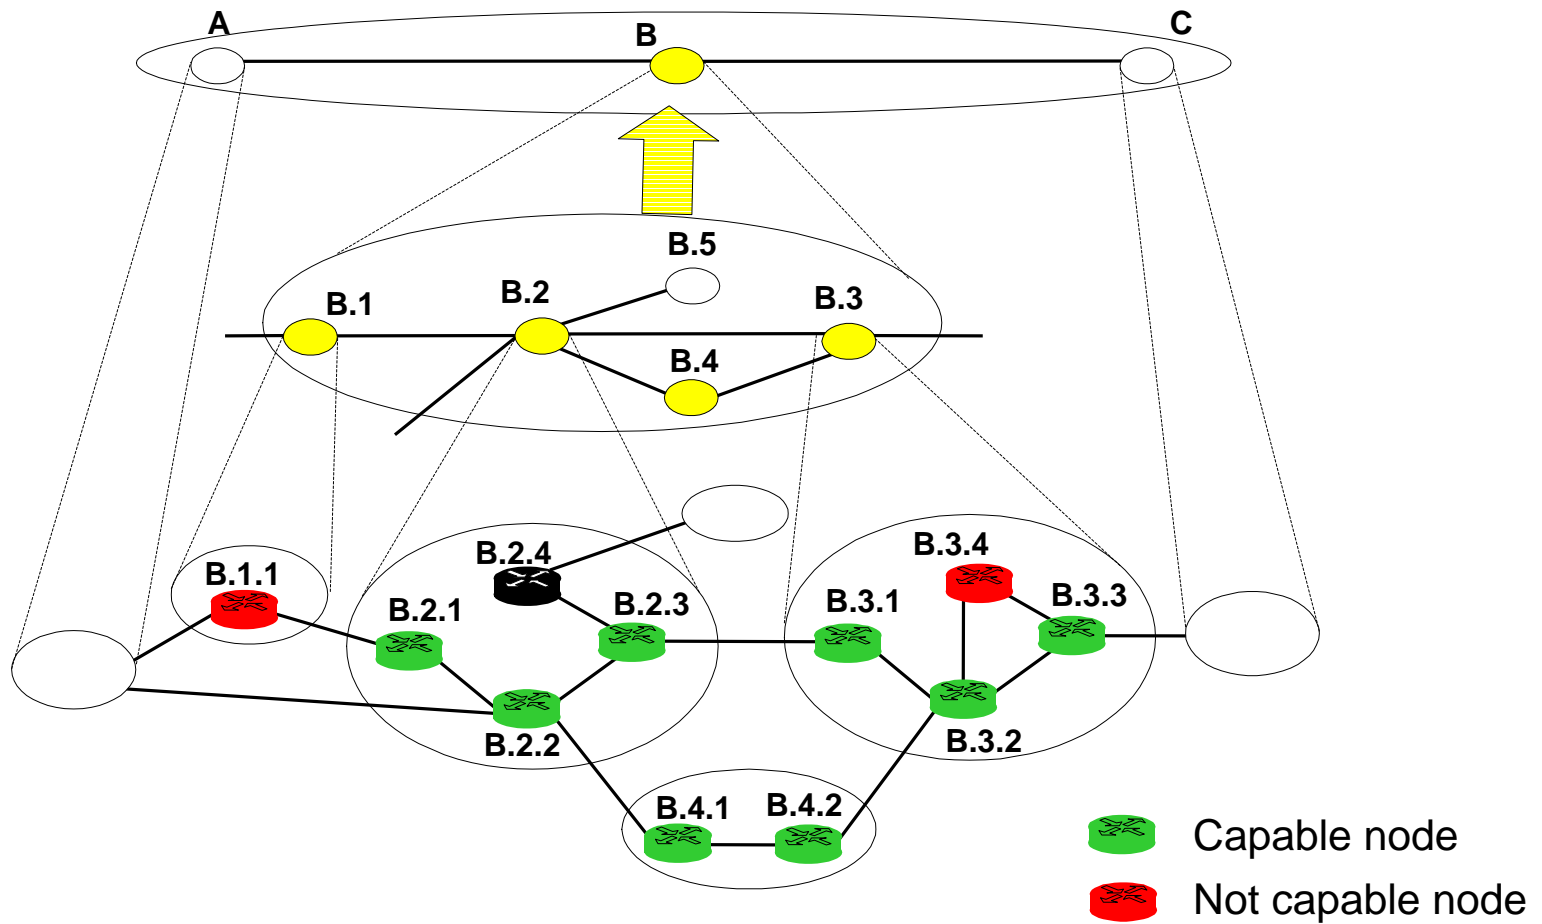 A
B
C
B.5
B.1
B.2
B.3
B.4
B.1.1
B.2.4
B.2.1
B.2.3
B.2.2
B.3.4
B.3.1
B.3.3
B.3.2
B.4.1
B.4.2
Capable node
Not capable node